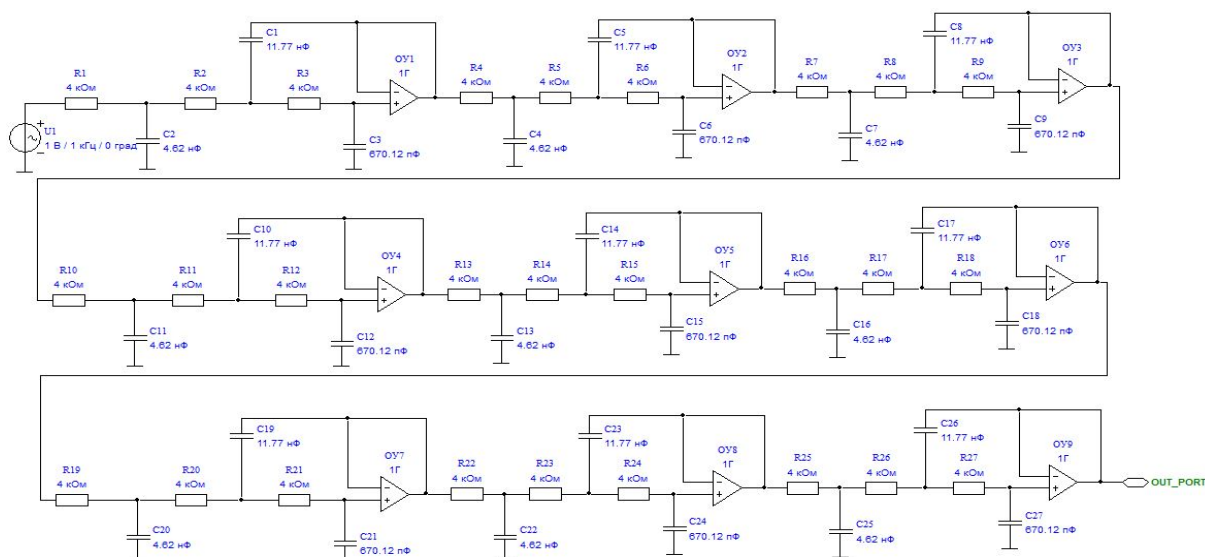 C1
11.77 нФ
ОУ1
1Г
R1
4 кОм
R2
4 кОм
R3
4 кОм
U1
1 В / 1 кГц / 0 град
C2
4.62 нФ
C3
670.12 пФ
C5
11.77 нФ
ОУ2
1Г
R4
4 кОм
R5
4 кОм
R6
4 кОм
C4
4.62 нФ
C6
670.12 пФ
C8
11.77 нФ
ОУ3
1Г
R7
4 кОм
R8
4 кОм
R9
4 кОм
C7
4.62 нФ
C9
670.12 пФ
C10
11.77 нФ
ОУ4
1Г
R10
4 кОм
R11
4 кОм
R12
4 кОм
C11
4.62 нФ
C12
670.12 пФ
C14
11.77 нФ
ОУ5
1Г
R13
4 кОм
R14
4 кОм
R15
4 кОм
C13
4.62 нФ
C15
670.12 пФ
C17
11.77 нФ
ОУ6
1Г
R16
4 кОм
R17
4 кОм
R18
4 кОм
C16
4.62 нФ
C18
670.12 пФ
C19
11.77 нФ
ОУ7
1Г
R19
4 кОм
R20
4 кОм
R21
4 кОм
C20
4.62 нФ
C21
670.12 пФ
C23
11.77 нФ
ОУ8
1Г
R22
4 кОм
R23
4 кОм
R24
4 кОм
C22
4.62 нФ
C24
670.12 пФ
C26
11.77 нФ
ОУ9
1Г
R25
4 кОм
R26
4 кОм
R27
4 кОм
C25
4.62 нФ
C27
670.12 пФ
OUT_PORT